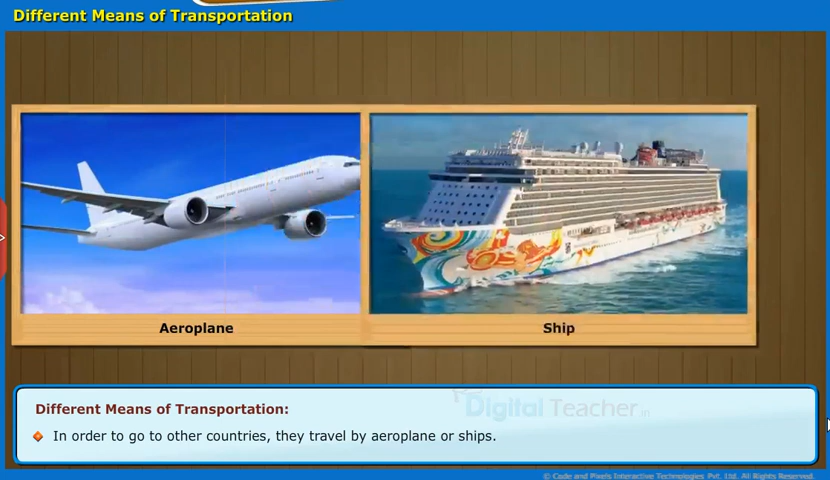 Different Means of Transportation
Aeroplane
Ship
Different Means of Transportation:
Digital Teacher.in
In order to go to other countries, they travel by aeroplane or ships.
© Code and Pixels Interactive Technologies Pvt. Ltd. All Rights Reserved.